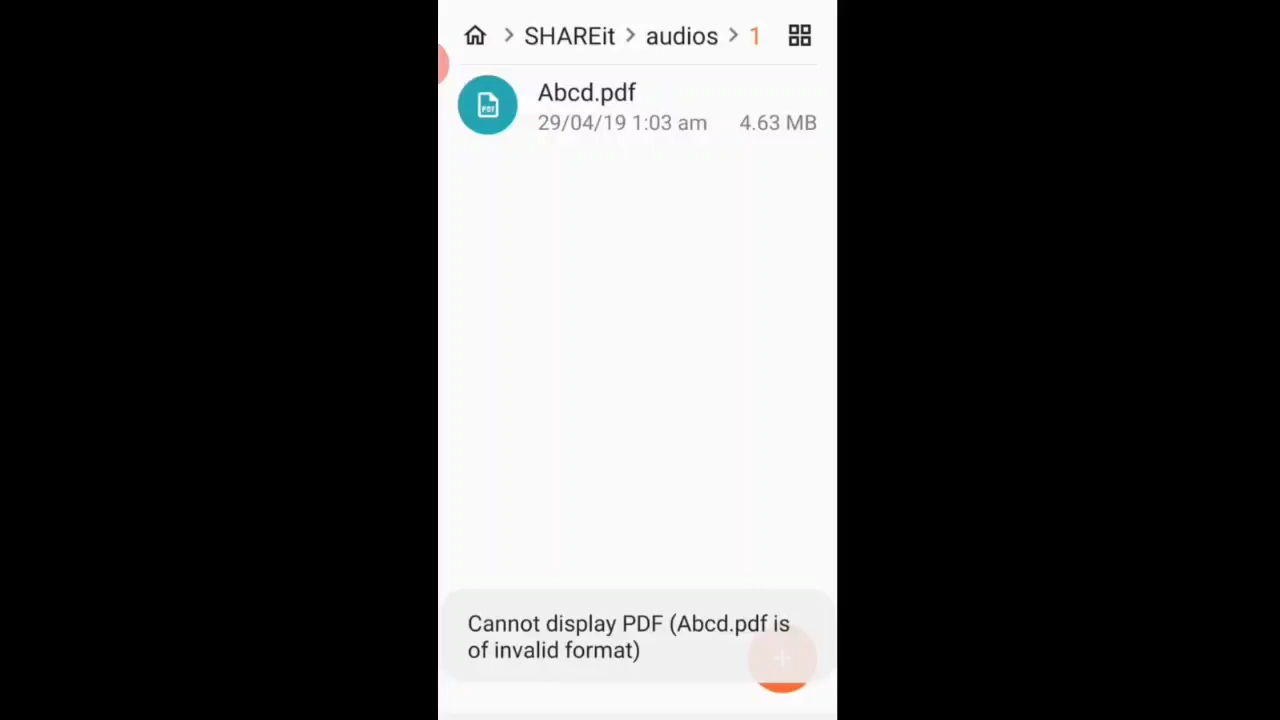 SHAREit > audios > 1
PDF
Abcd.pdf
29/04/19 1:03 am 4.63 MB
Cannot display PDF (Abcd.pdf is
of invalid format)